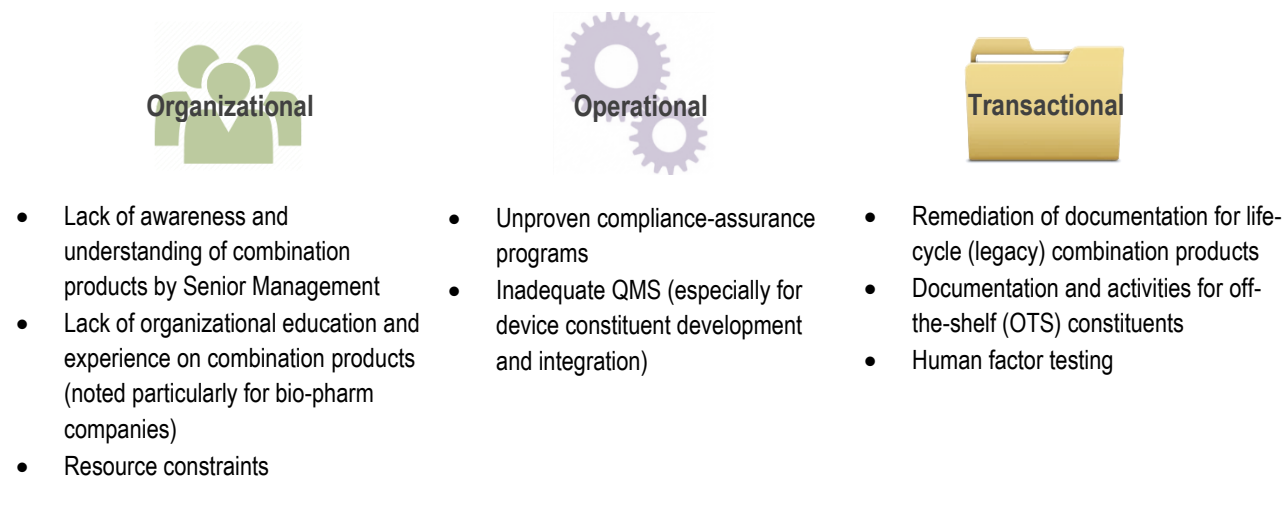 Organizational
• Lack of awareness and
understanding of combination
products by Senior Management
• Lack of organizational education and
experience on combination products
(noted particularly for bio-pharm
companies)
• Resource constraints
Operational
• Unproven compliance-assurance
programs
• Inadequate QMS (especially for
device constituent development
and integration)
Transactional
• Remediation of documentation for life-
cycle (legacy) combination products
• Documentation and activities for off-
the-shelf (OTS) constituents
• Human factor testing